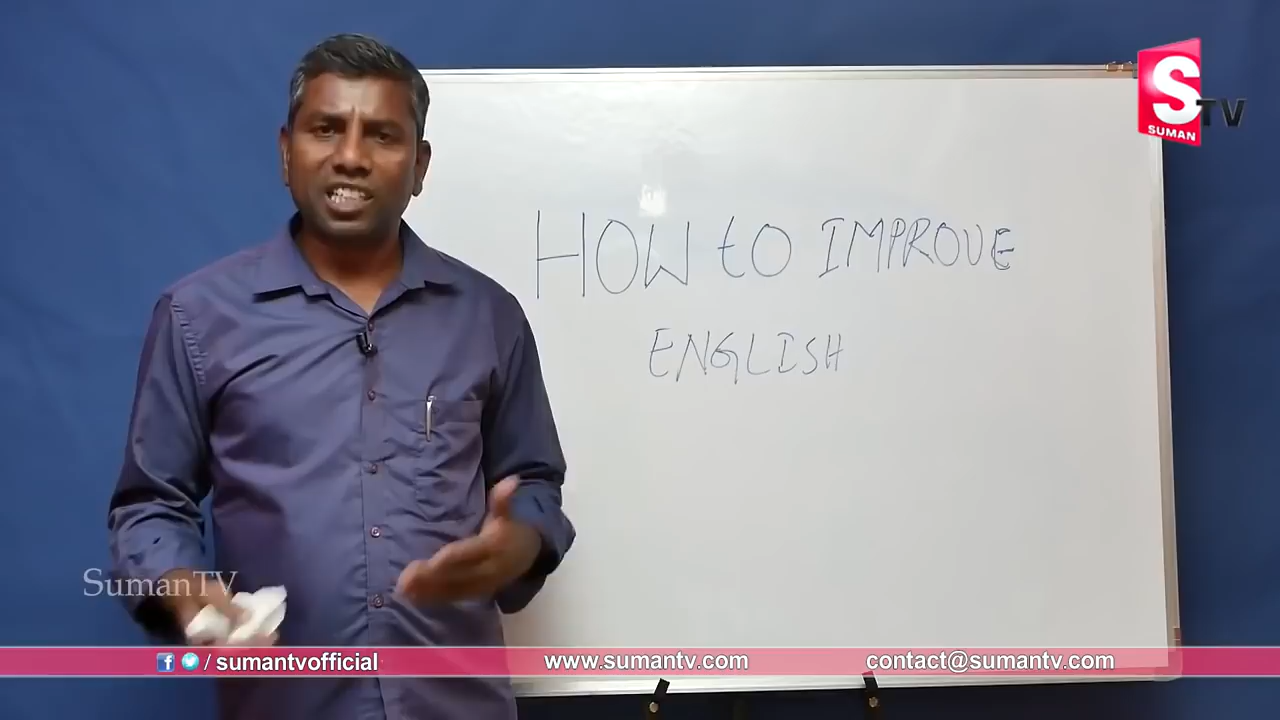 S
TV
SUMAN
HOW to IMPROVE
ENGLISH
SumanTV
/ sumantvofficial
www.sumantv.com
contact@sumantv.com